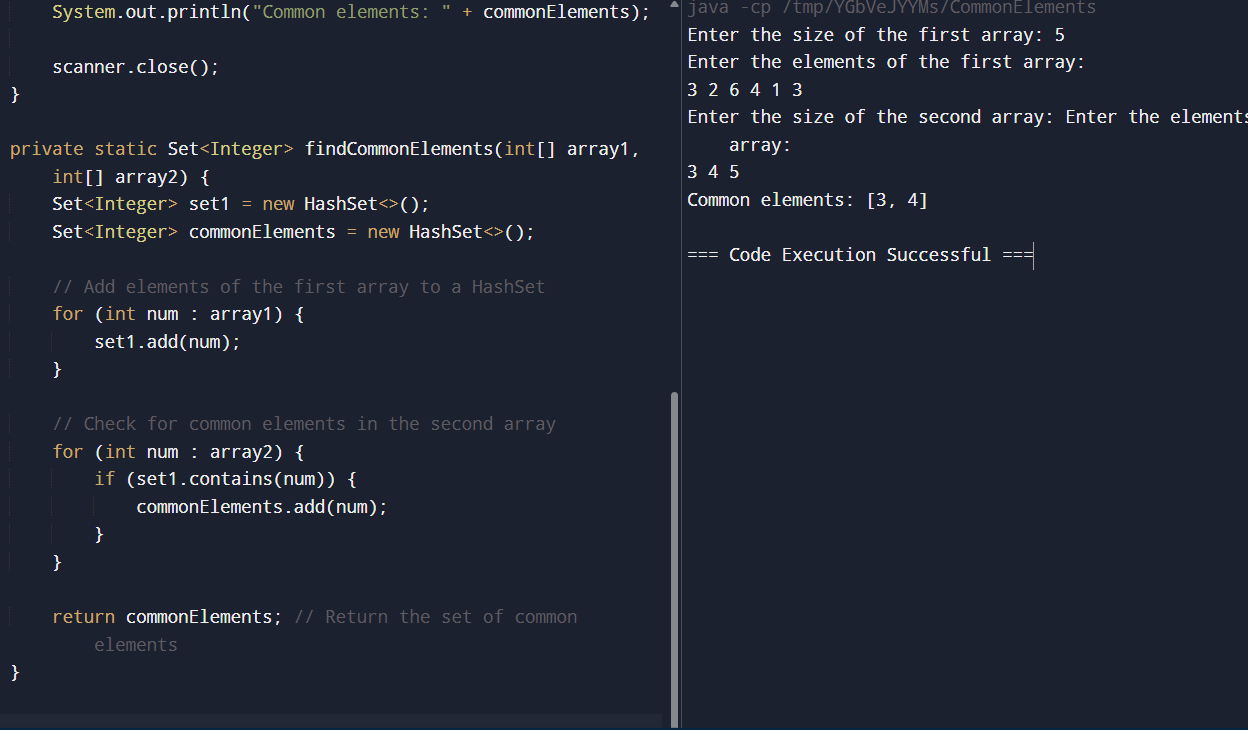 System.out.println("Common elements: " + commonElements);
scanner.close();
}
private static Set<Integer> findCommonElements(int[] array1,
int[] array2) {
Set<Integer> set1 = new HashSet<>();
Set<Integer> commonElements = new HashSet<>();
// Add elements of the first array to a HashSet
for (int num : array1) {
set1.add(num);
}
// Check for common elements in the second array
for (int num : array2) {
if (set1.contains(num)) {
commonElements.add(num);
}
}
return commonElements; // Return the set of common
elements
}
java -cp /tmp/YGbVeJYYMs/CommonElements
Enter the size of the first array: 5
Enter the elements of the first array:
3 2 6 4 1 3
Enter the size of the second array: Enter the elements
array:
3 4 5
Common elements: [3, 4]
=== Code Execution Successful ===